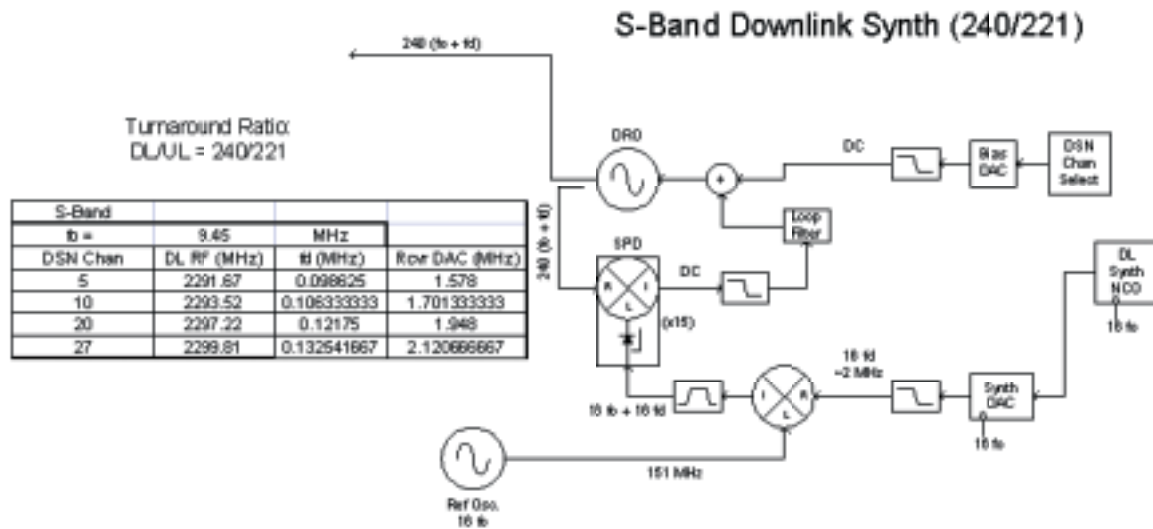 S-Band Downlink Synth (240/221)
240 (fo + fd)
Turnaround Ratio:
DL/UL = 240/221
DRO
DC
Bias
DAC
DSN
Chan
Select
+
Loop
Filter
240 (fo + fd)
SPD
R
I
L
DC
(x15)
DL
Synth
NCO
16 fo
S-Band
fo = 9.45 MHz
DSN Chan DL RF (MHz) fd (MHz) Rcvr DAC (MHz)
5 2291.67 0.098625 1.578
10 2293.52 0.106333333 1.701333333
20 2297.22 0.12175 1.948
27 2299.81 0.132541667 2.120666667
16 fo + 16 fd
I
R
L
16 fd
~2 MHz
Synth
DAC
16 fo
151 MHz
Ref Osc.
16 fo